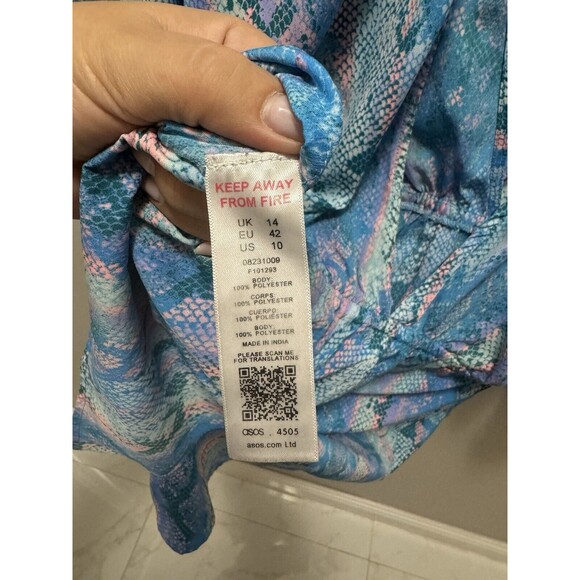 KEEP AWAY
FROM FIRE
UK 14
EU 42
US 10
08231009
F101293
BODY:
100% POLYESTER
CORPS:
100% POLYESTER
CUERPO:
100% POLIESTER
BODY:
100% POLYESTER
MADE IN INDIA
PLEASE SCAN ME
FOR TRANSLATIONS
asos 4505
asos.com Ltd